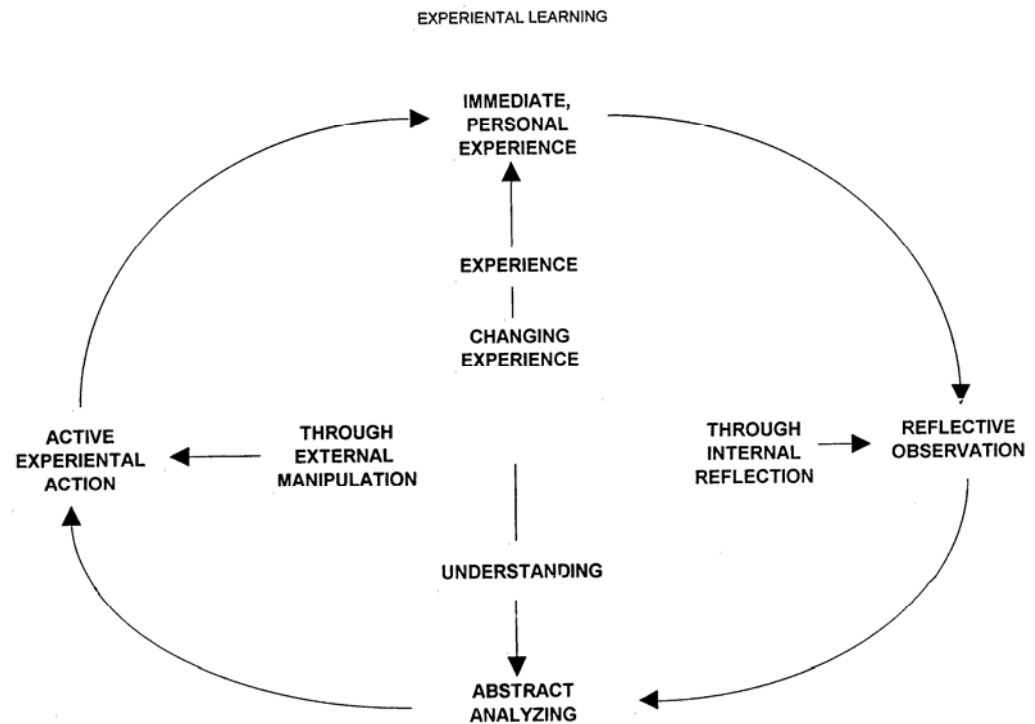 EXPERIENTAL LEARNING
IMMEDIATE,
PERSONAL
EXPERIENCE
EXPERIENCE
CHANGING
EXPERIENCE
ACTIVE
EXPERIENTAL
ACTION
THROUGH
EXTERNAL
MANIPULATION
THROUGH
INTERNAL
REFLECTION
REFLECTIVE
OBSERVATION
UNDERSTANDING
ABSTRACT
ANALYZING